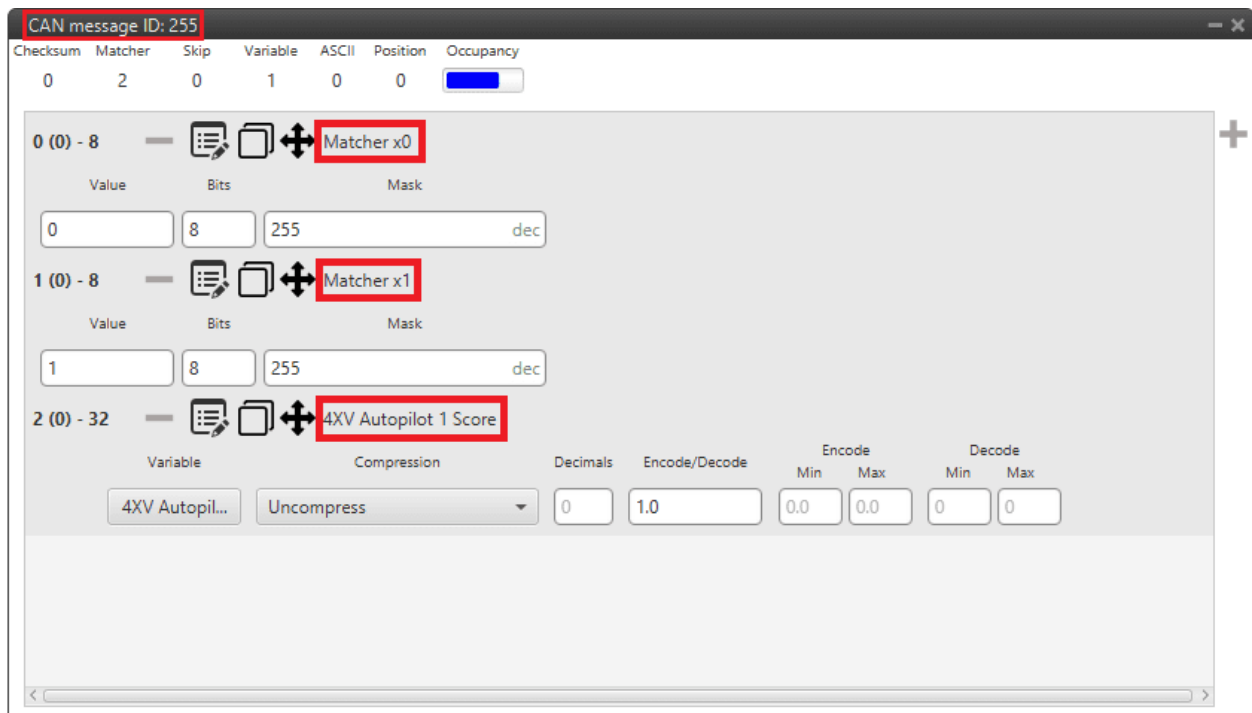 CAN message ID: 255
Checksum Matcher Skip Variable ASCII Position Occupancy
0 2 0 1 0 0
0 (0) - 8 Matcher x0
Value Bits Mask
0 8 255 dec
1 (0) - 8 Matcher x1
Value Bits Mask
1 8 255 dec
2 (0) - 32 4XV Autopilot 1 Score
Variable Compression Decimals Encode/Decode Encode Decode
Min Max Min Max
4XV Autopil... Uncompress 0 1.0 0.0 0.0 0 0